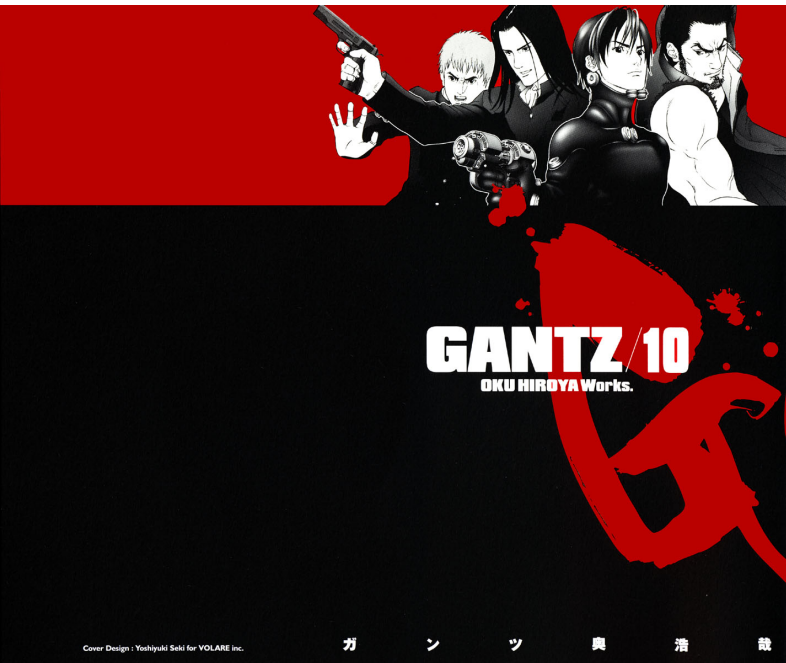 GANTZ/10
OKU HIROYA Works.
Cover Design : Yoshiyuki Seki for VOLARE inc.
ガンツ奥浩哉